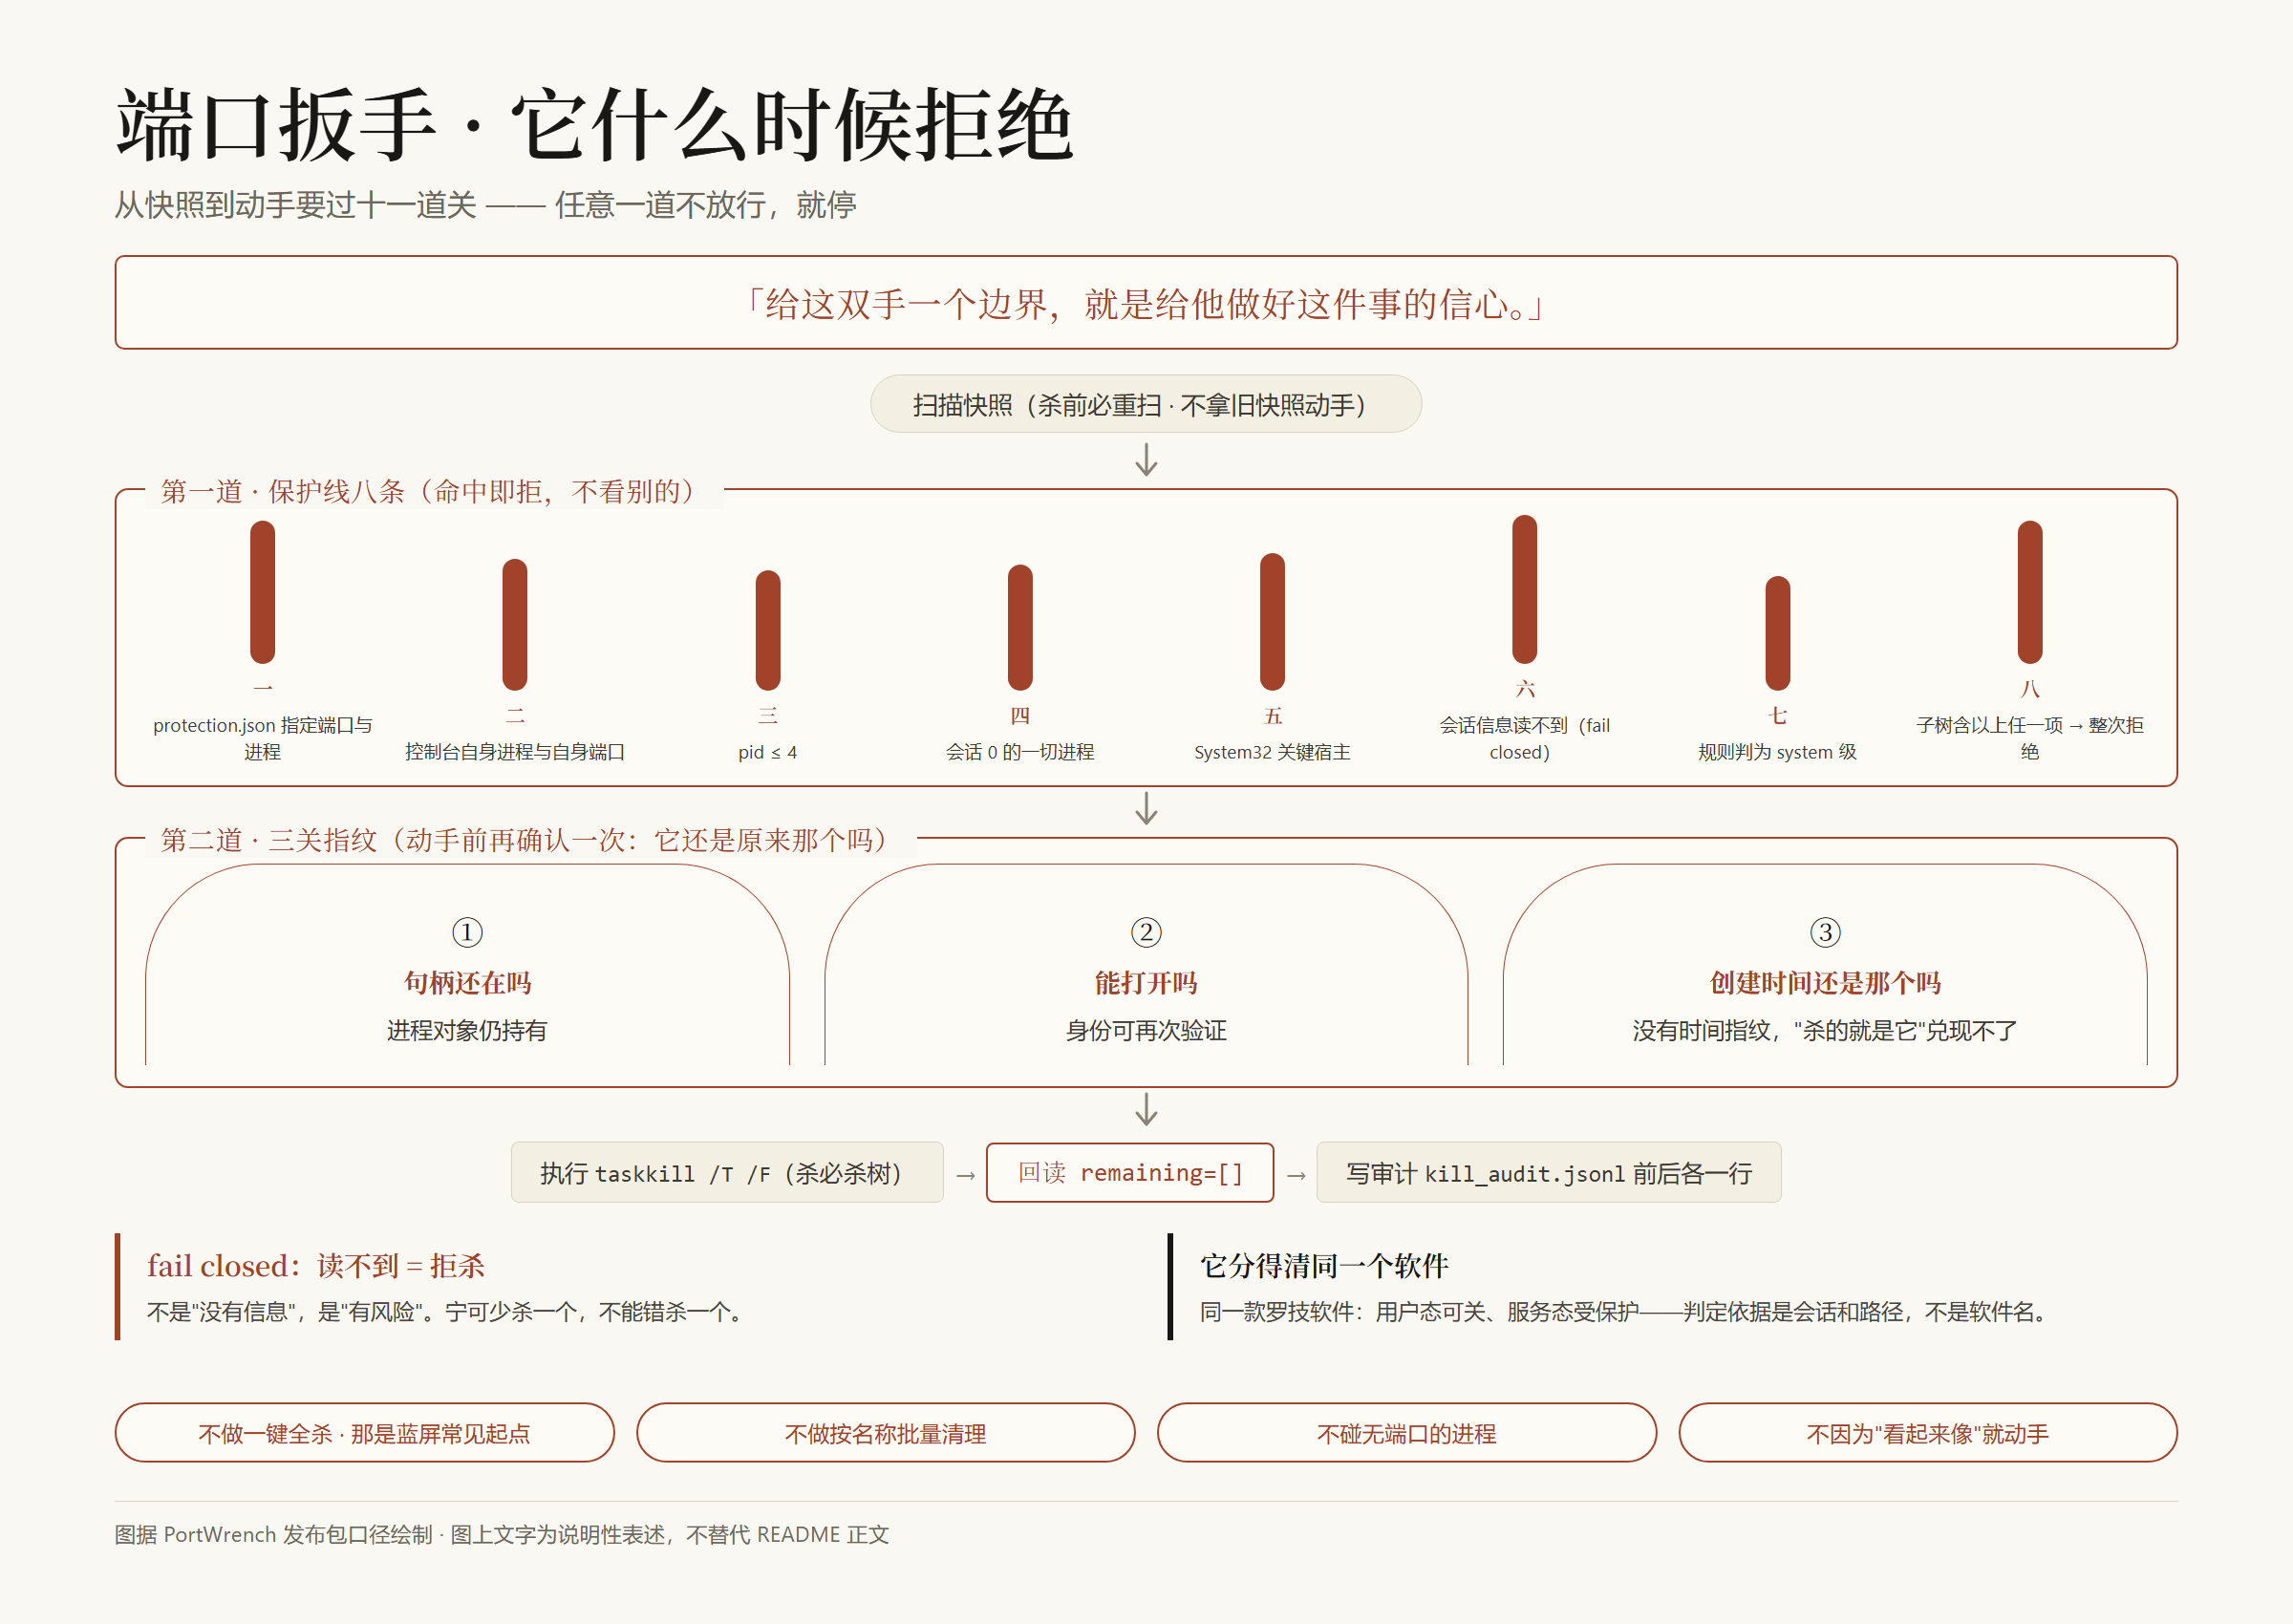 端口扳手 · 它什么时候拒绝
从快照到动手要过十一道关 —— 任意一道不放行，就停
「给这双手一个边界，就是给他做好这件事的信心。」
扫描快照（杀前必重扫 · 不拿旧快照动手）
第一道 · 保护线八条（命中即拒，不看别的）
一
protection.json 指定端口与
进程
二
控制台自身进程与自身端口
三
pid ≤ 4
四
会话 0 的一切进程
五
System32 关键宿主
六
会话信息读不到（fail
closed）
七
规则判为 system 级
八
子树含以上任一项 → 整次拒
绝
第二道 · 三关指纹（动手前再确认一次：它还是原来那个吗）
①
句柄还在吗
进程对象仍持有
②
能打开吗
身份可再次验证
③
创建时间还是那个吗
没有时间指纹，"杀的就是它"兑现不了
执行 taskkill /T /F（杀必杀树） → 回读 remaining=[] → 写审计 kill_audit.jsonl 前后各一行
fail closed：读不到 = 拒杀
不是"没有信息"，是"有风险"。宁可少杀一个，不能错杀一个。
它分得清同一个软件
同一款罗技软件：用户态可关、服务态受保护——判定依据是会话和路径，不是软件名。
不做一键全杀 · 那是蓝屏常见起点
不做按名称批量清理
不碰无端口的进程
不因为"看起来像"就动手
图据 PortWrench 发布包口径绘制 · 图上文字为说明性表述，不替代 README 正文